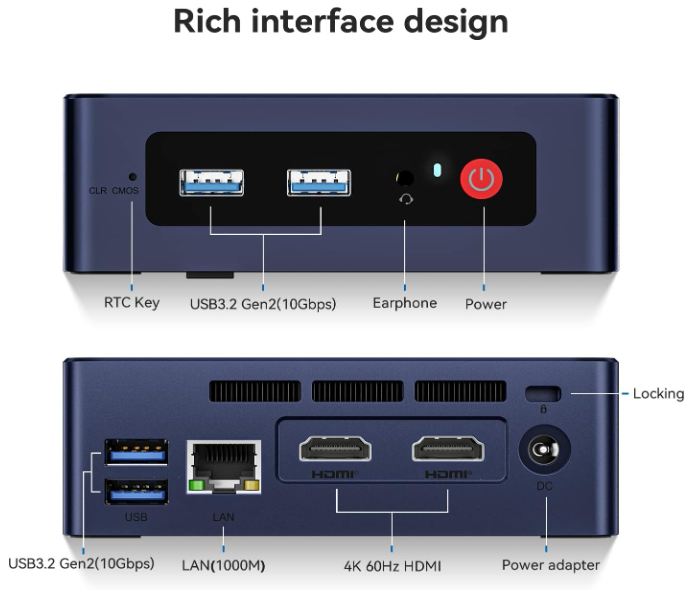 Rich interface design
CLR CMOS
RTC Key
USB3.2 Gen2(10Gbps)
Earphone
Power
Locking
HDMI
HDMI
DC
USB
LAN
USB3.2 Gen2(10Gbps)
LAN(1000M)
4K 60Hz HDMI
Power adapter